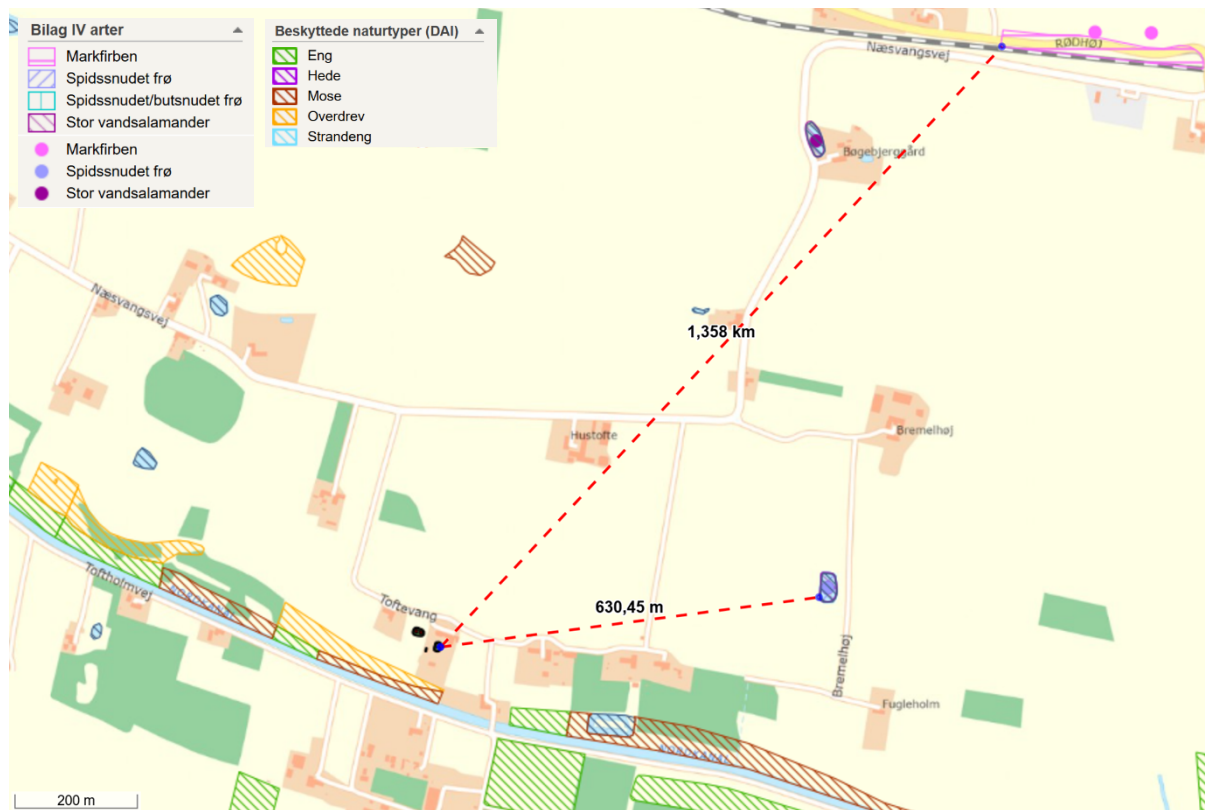 Bilag IV arter
Markfirben
Spidssnudet frø
Spidssnudet/butsnudet frø
Stor vandsalamander
Markfirben
Spidssnudet frø
Stor vandsalamander
Beskyttede naturtyper (DAI)
Eng
Hede
Mose
Overdrev
Strandeng
RØDHØJ
Næsvangsvej
Bøgebjerggård
Næsvangsvej
1,358 km
Hustofte
Bremelhøj
Toftholmvej
NORDKANAL
Toftevang
630,45 m
Bremelhøj
Fugleholm
NORDKANAL
200 m